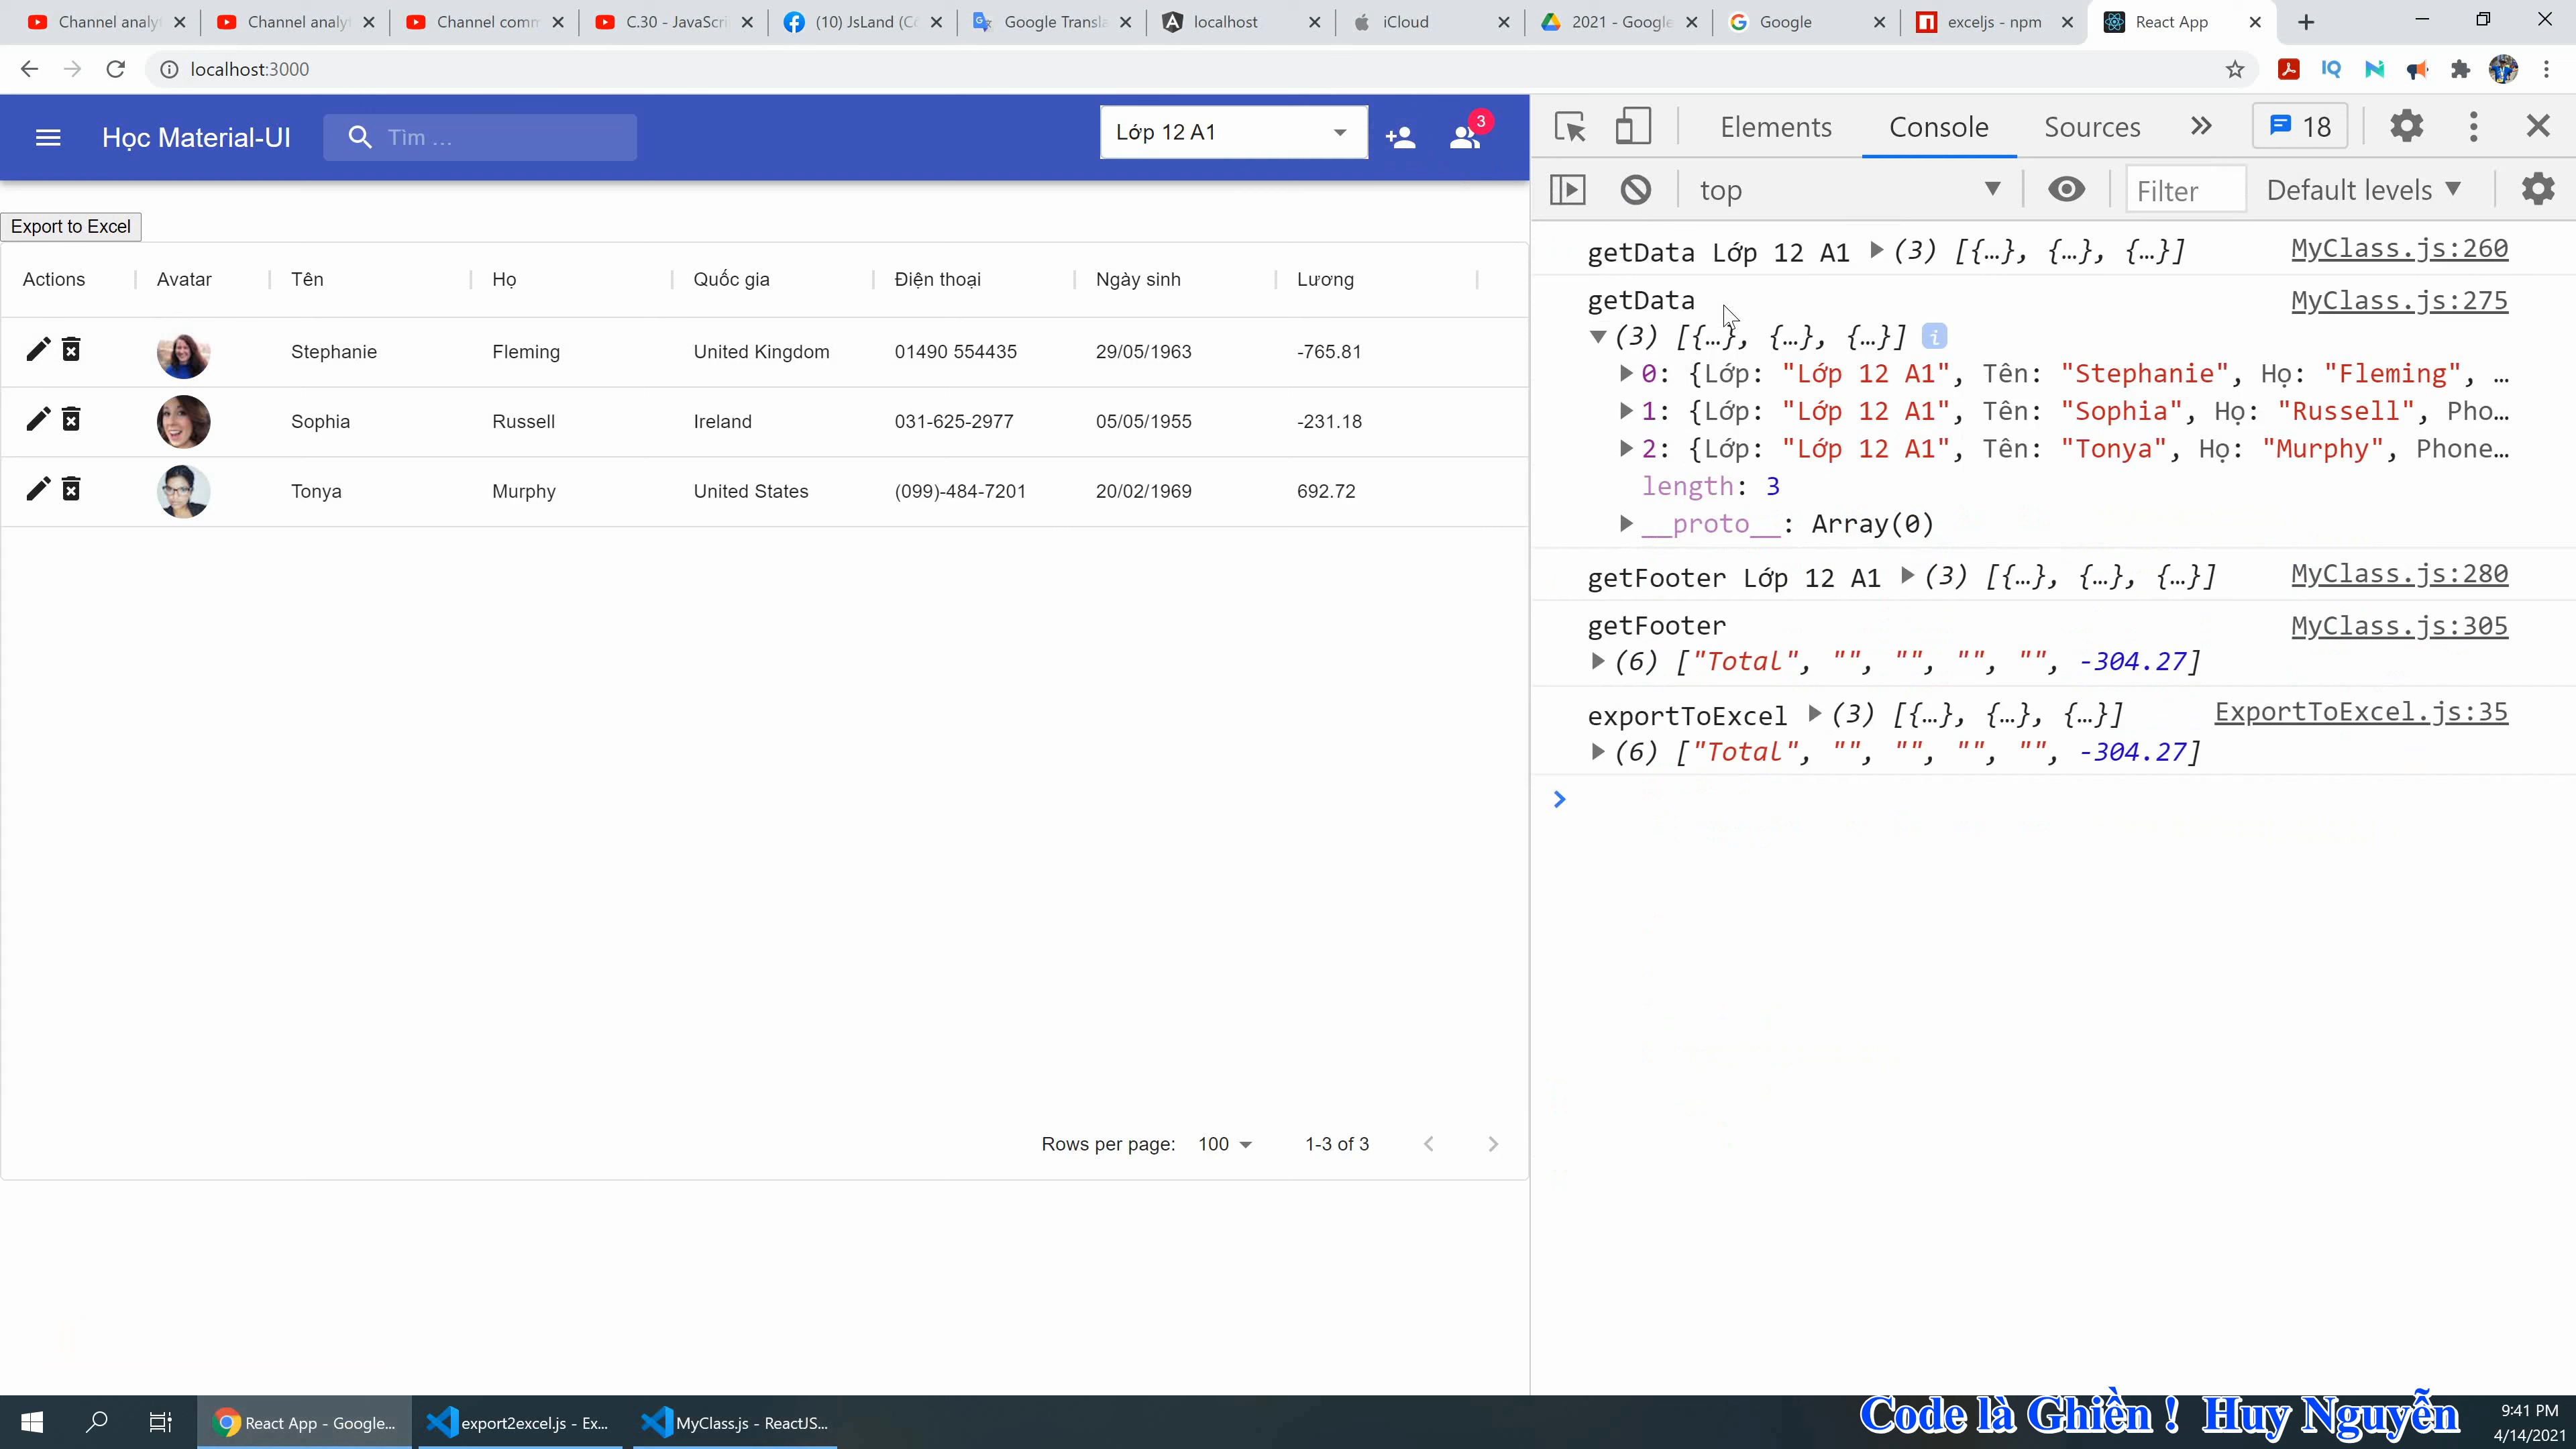 Channel analyt
Channel analyt
Channel comm
C.30 - JavaScri
(10) JsLand (Cá
Google Transla
localhost
iCloud
2021 - Google
Google
exceljs - npm
React App
localhost:3000
Học Material-UI
Tìm ...
Lớp 12 A1
3
Export to Excel
Actions Avatar Tên Họ Quốc gia Điện thoại Ngày sinh Lương
Stephanie Fleming United Kingdom 01490 554435 29/05/1963 -765.81
Sophia Russell Ireland 031-625-2977 05/05/1955 -231.18
Tonya Murphy United States (099)-484-7201 20/02/1969 692.72
Rows per page: 100 1-3 of 3
Elements Console Sources 18
top Filter Default levels
getData Lớp 12 A1 (3) [{…}, {…}, {…}] MyClass.js:260
getData MyClass.js:275
(3) [{…}, {…}, {…}] i
0: {Lớp: "Lớp 12 A1", Tên: "Stephanie", Họ: "Fleming", …
1: {Lớp: "Lớp 12 A1", Tên: "Sophia", Họ: "Russell", Pho…
2: {Lớp: "Lớp 12 A1", Tên: "Tonya", Họ: "Murphy", Phone…
length: 3
__proto__: Array(0)
getFooter Lớp 12 A1 (3) [{…}, {…}, {…}] MyClass.js:280
getFooter MyClass.js:305
(6) ["Total", "", "", "", "", -304.27]
exportToExcel (3) [{…}, {…}, {…}] ExportToExcel.js:35
(6) ["Total", "", "", "", "", -304.27]
React App - Google...
export2excel.js - Ex...
MyClass.js - ReactJS...
Code là Ghiền ! Huy Nguyễn
9:41 PM
4/14/2021